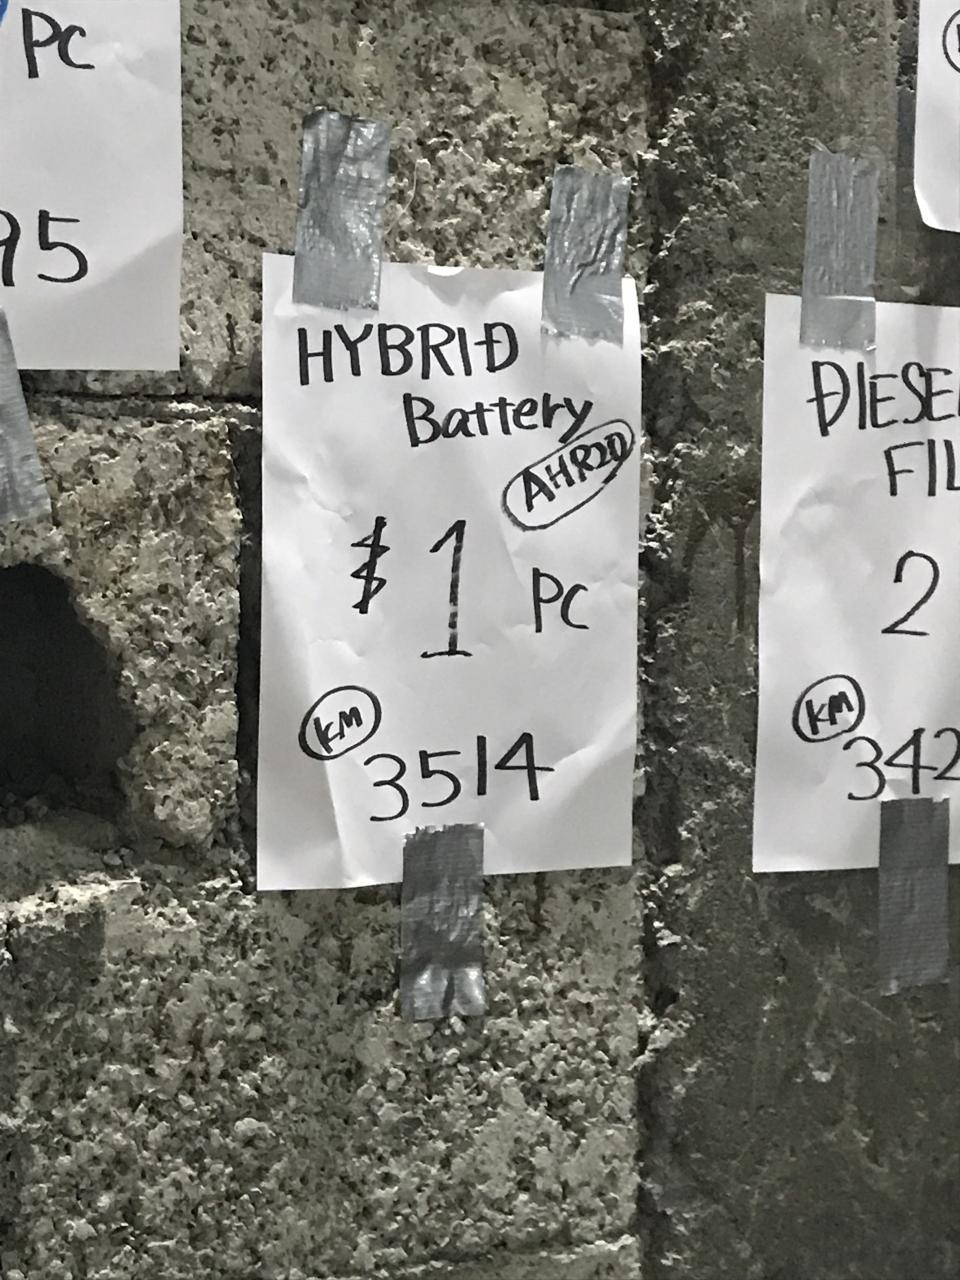 PC
95
HYBRID
Battery
AHR20
$1 PC
KM
3514
DIESE
FIL
2
KM
342